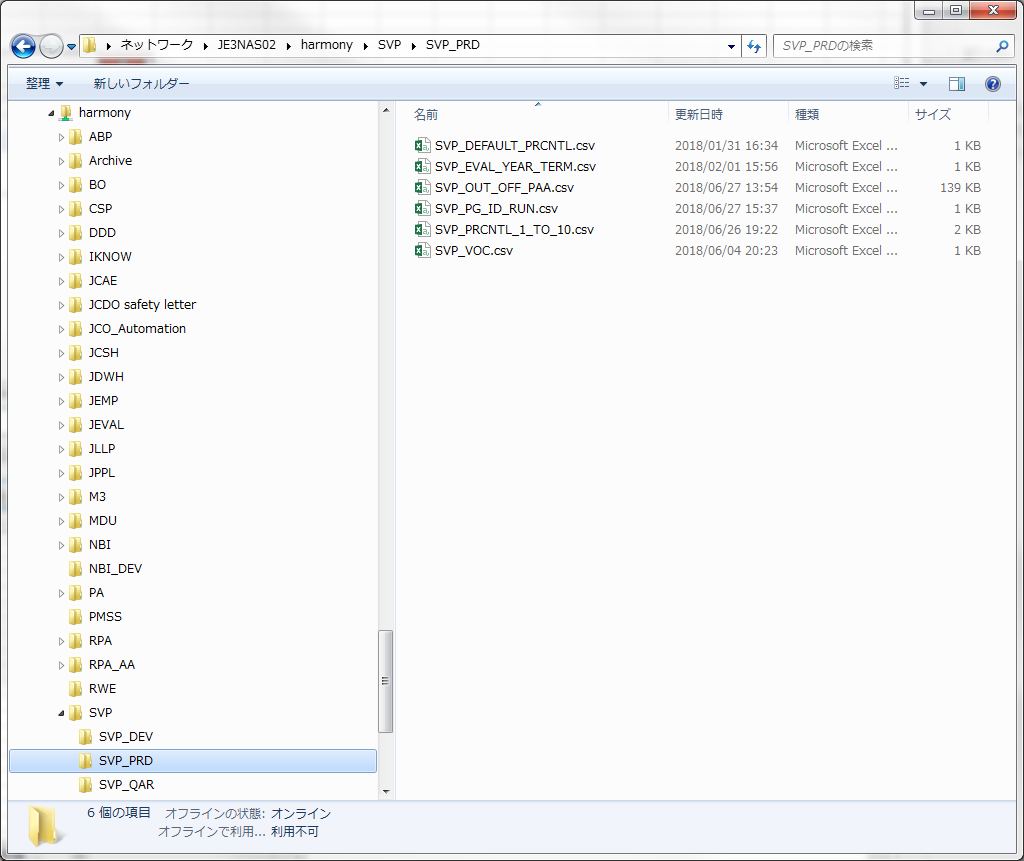 ネットワーク JE3NAS02 harmony SVP SVP_PRD SVP_PRDの検索
整理 新しいフォルダー
harmony
ABP
Archive
BO
CSP
DDD
IKNOW
JCAE
JCDO safety letter
JCO_Automation
JCSH
JDWH
JEMP
JEVAL
JLLP
JPPL
M3
MDU
NBI
NBI_DEV
PA
PMSS
RPA
RPA_AA
RWE
SVP
SVP_DEV
SVP_PRD
SVP_QAR
名前 更新日時 種類 サイズ
SVP_DEFAULT_PRCNTL.csv 2018/01/31 16:34 Microsoft Excel ... 1 KB
SVP_EVAL_YEAR_TERM.csv 2018/02/01 15:56 Microsoft Excel ... 1 KB
SVP_OUT_OFF_PAA.csv 2018/06/27 13:54 Microsoft Excel ... 139 KB
SVP_PG_ID_RUN.csv 2018/06/27 15:37 Microsoft Excel ... 1 KB
SVP_PRCNTL_1_TO_10.csv 2018/06/26 19:22 Microsoft Excel ... 2 KB
SVP_VOC.csv 2018/06/04 20:23 Microsoft Excel ... 1 KB
6 個の項目 オフラインの状態: オンライン
オフラインで利用... 利用不可